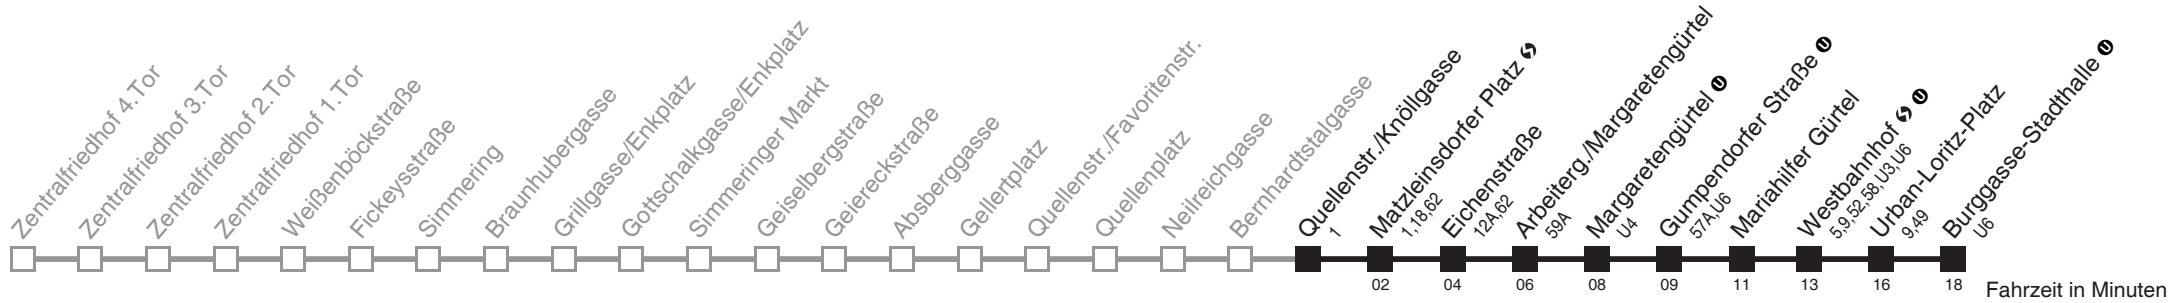 Zentralfriedhof 4.Tor
Zentralfriedhof 3.Tor
Zentralfriedhof 2.Tor
Zentralfriedhof 1.Tor
Weißenböckstraße
Fickeysstraße
Simmering
Braunhubergasse
Grillgasse/Enkplatz
Gottschalkgasse/Enkplatz
Simmeringer Markt
Geiselbergstraße
Geiereckstraße
Absberggasse
Gellertplatz
Quellenstr./Favoritenstr.
Quellenplatz
Neilreichgasse
Bernhardtstalgasse
Quellenstr./Knöllgasse
1
Matzleinsdorfer Platz
1,18,62
Eichenstraße
12A,62
Arbeiterg./Margaretengürtel
59A
Margaretengürtel U
U4
Gumpendorfer Straße U
57A,U6
Mariahilfer Gürtel
Westbahnhof U
5,9,52,58,U3,U6
Urban-Loritz-Platz
9.49
Burggasse-Stadthalle U
U6
02 04 06 08 09 11 13 16 18
Fahrzeit in Minuten